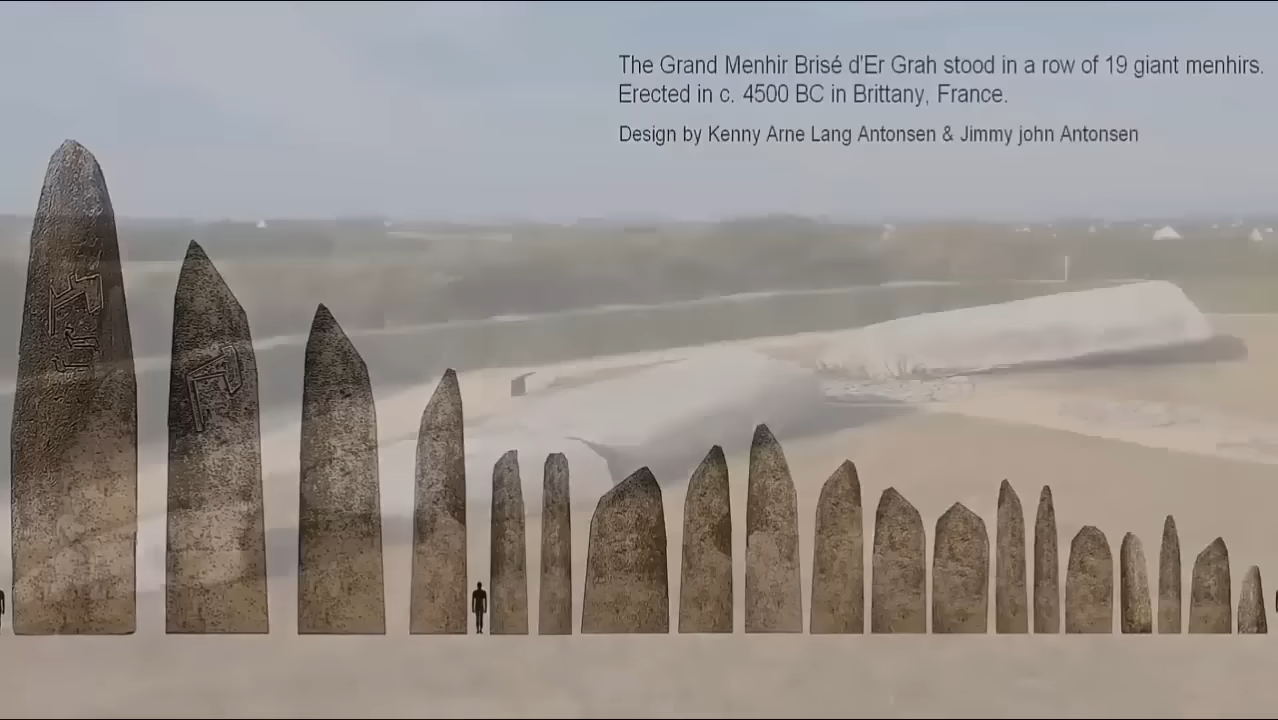 The Grand Menhir Brisé d'Er Grah stood in a row of 19 giant menhirs.
Erected in c. 4500 BC in Brittany, France.
Design by Kenny Arne Lang Antonsen & Jimmy john Antonsen